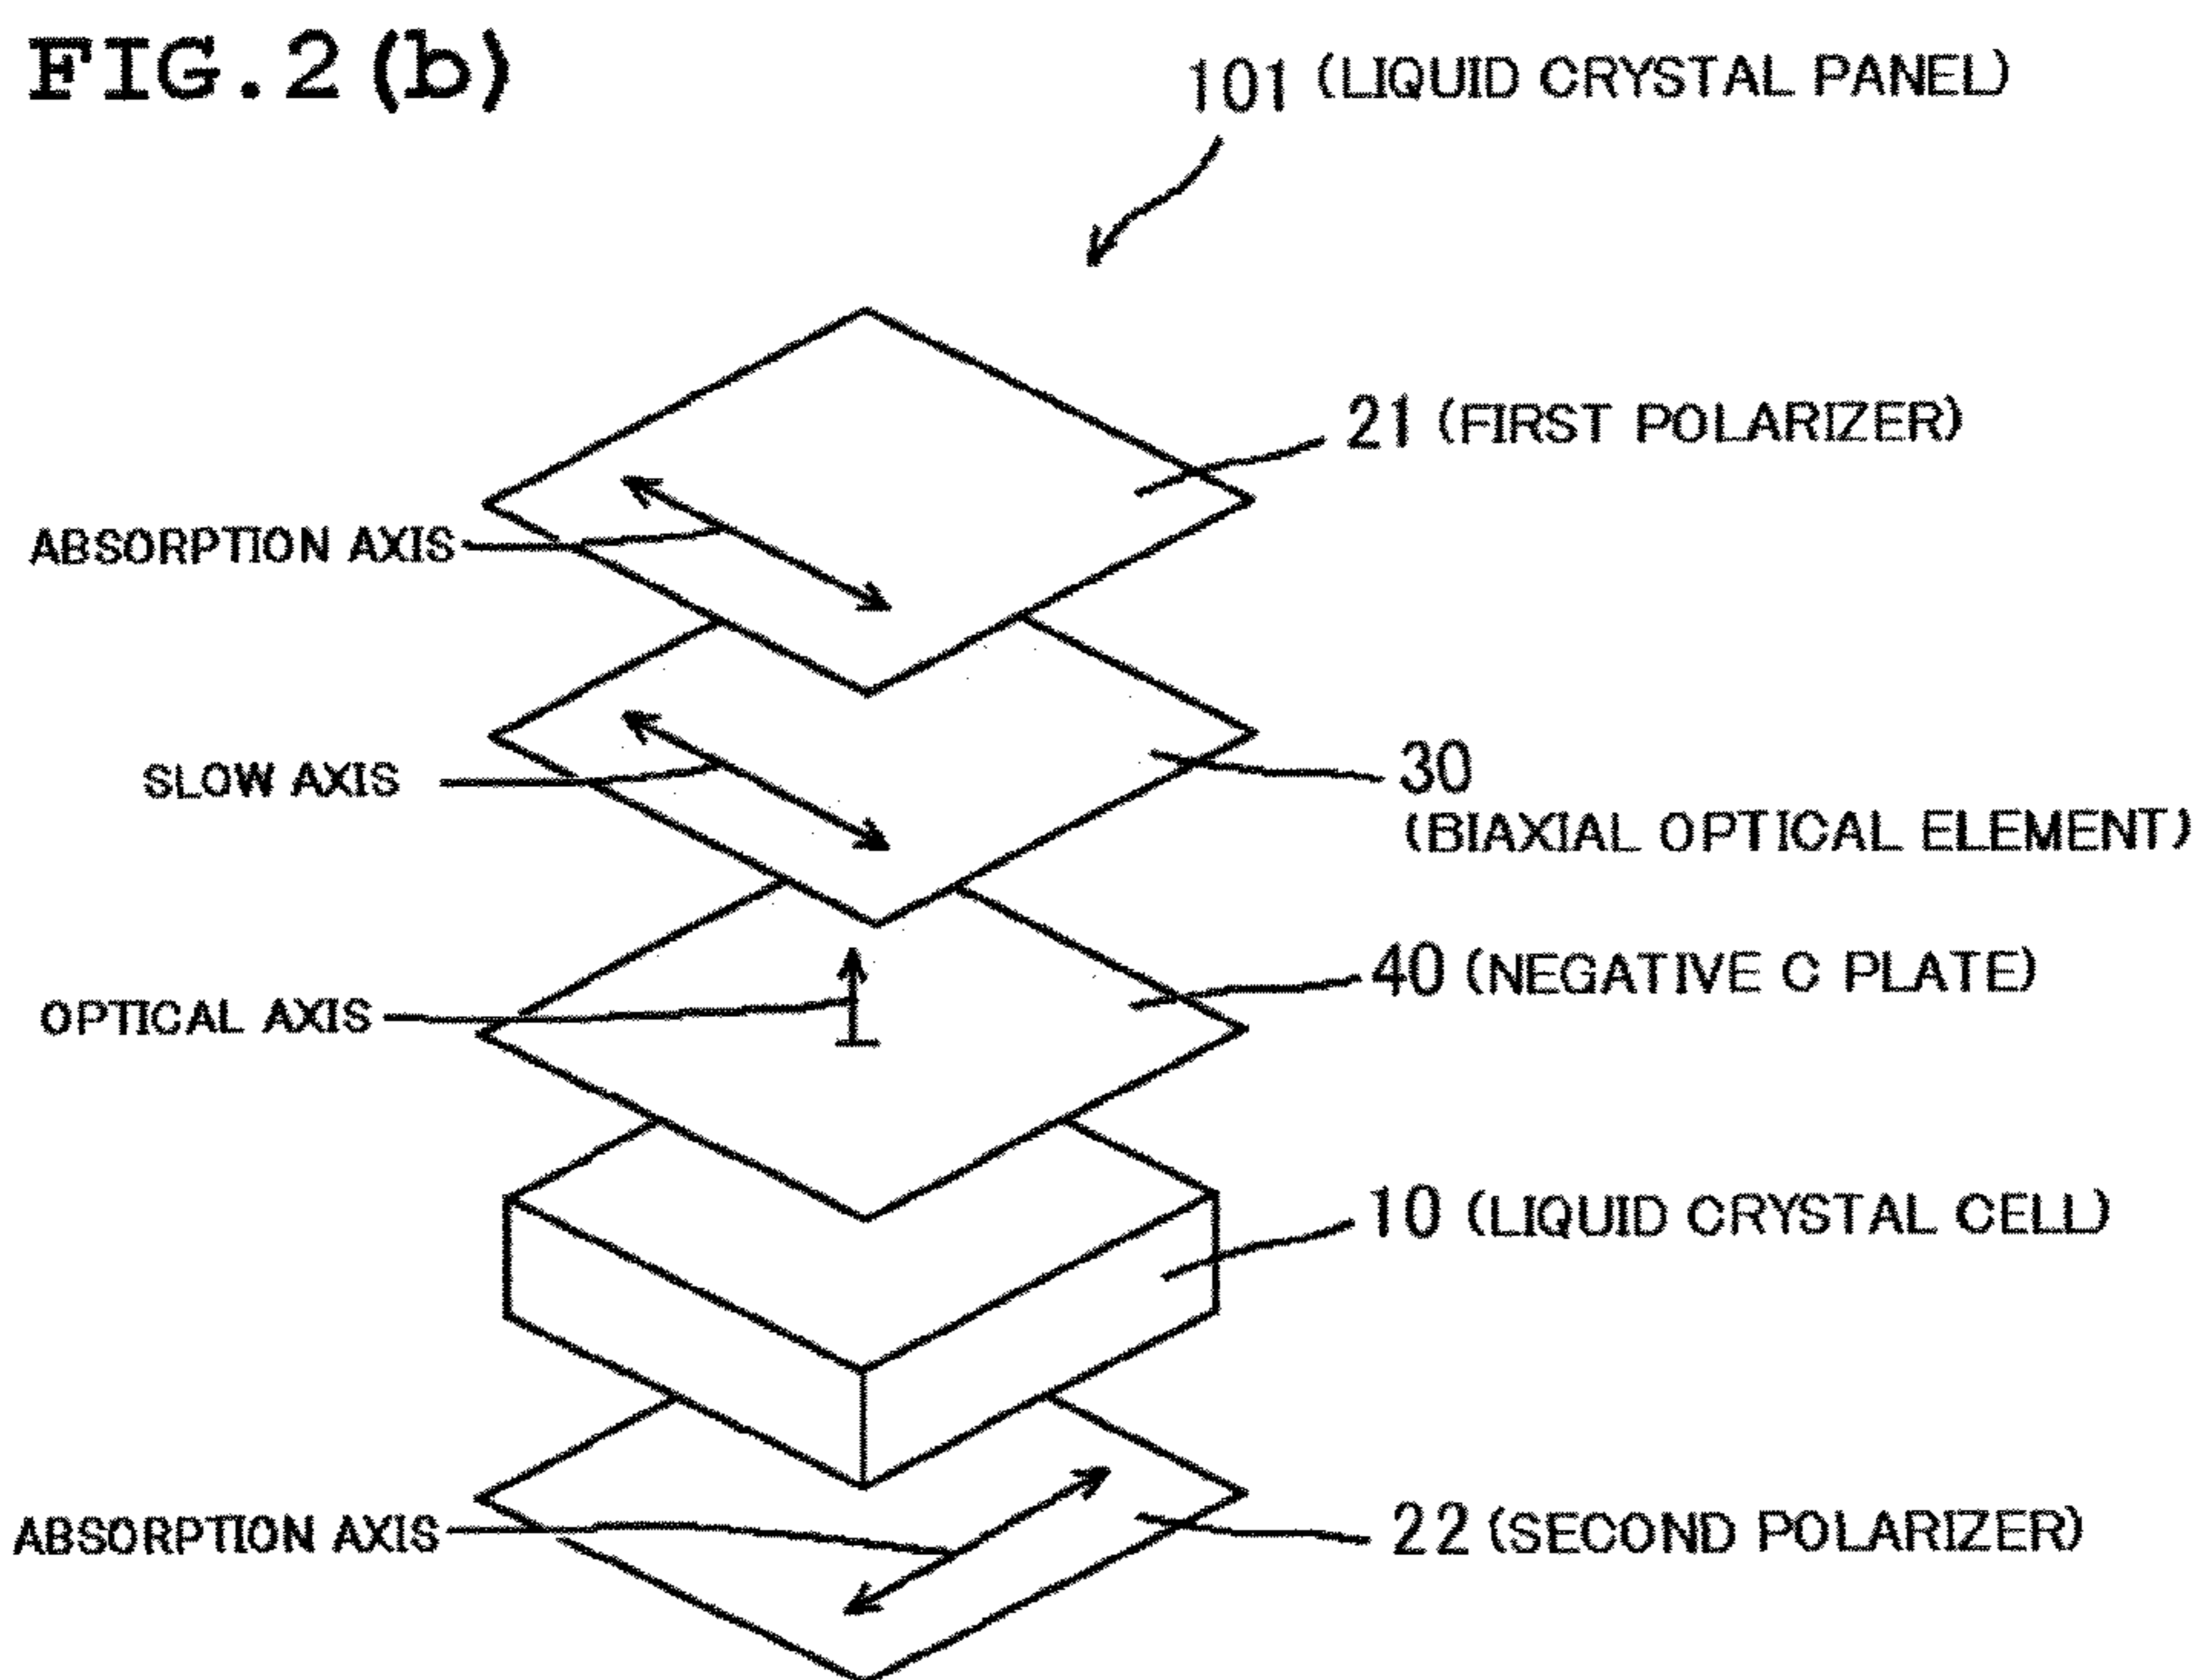 FIG.2(b)
101 (LIQUID CRYSTAL PANEL)
21 (FIRST POLARIZER)
ABSORPTION AXIS
30
SLOW AXIS
(BIAXIAL OPTICAL ELEMENT)
40 (NEGATIVE C PLATE)
OPTICAL AXIS
10 (LIQUID CRYSTAL CELL)
22 (SECOND POLARIZER)
ABSORPTION AXIS